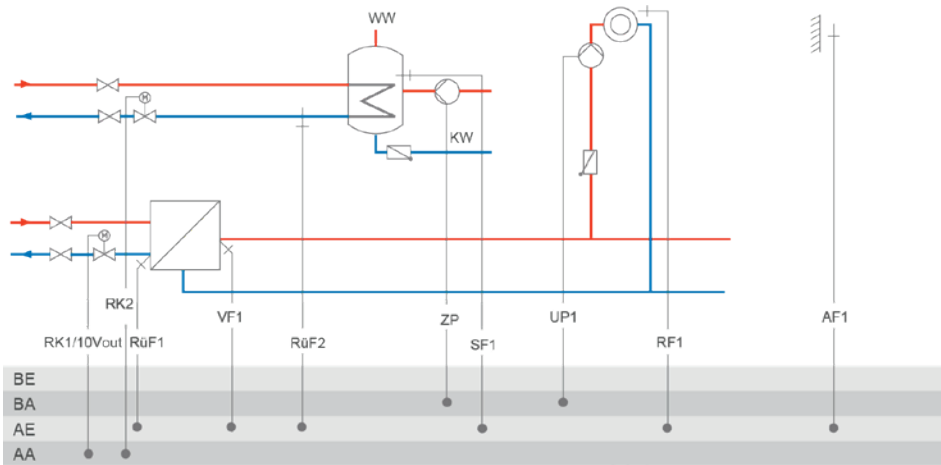 WW
M
KW
M
RK2
VF1
ZP
UP1
AF1
RK1/10Vout
RüF1
RüF2
SF1
RF1
BE
BA
AE
AA